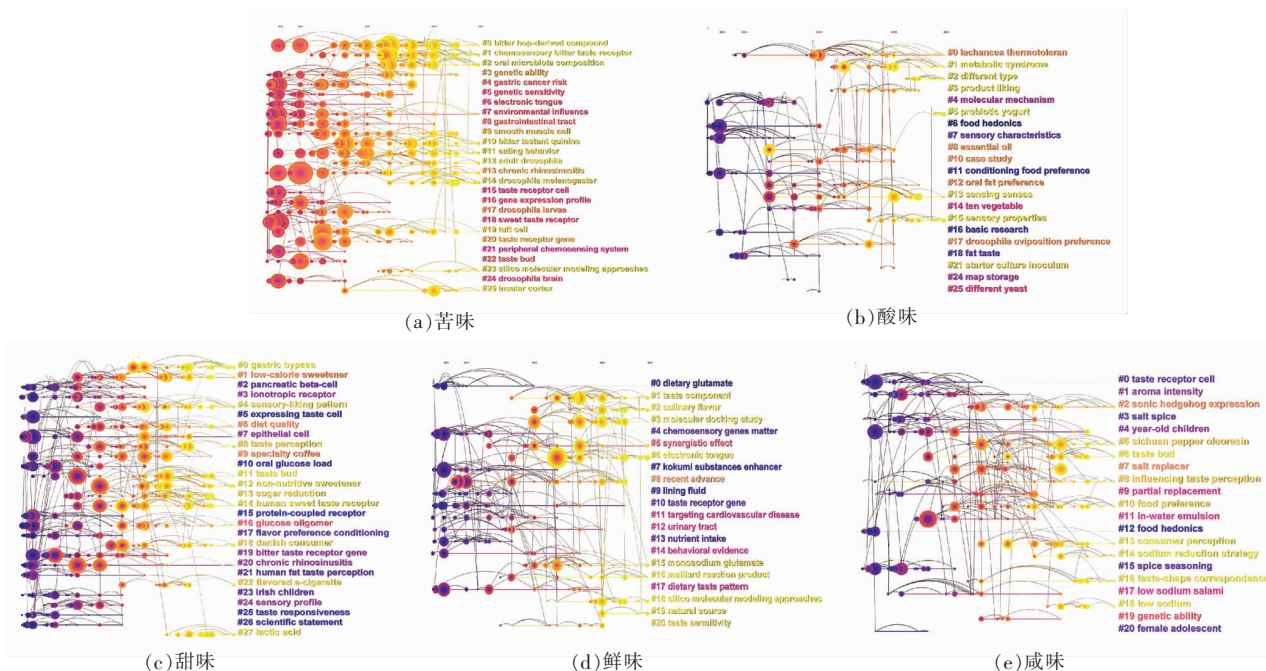 #0 bitter hop-derived compound
#1 chemosensory bitter taste receptor
#2 oral microbiota composition
#3 genetic ability
#4 gastric cancer risk
#5 genetic sensitivity
#6 electronic tongue
#7 environmental influence
#8 gastrointestinal tract
#9 smooth muscle cell
#10 bitter tastant quinine
#11 eating behavior
#12 adult drosophila
#13 chronic rhinosinusitis
#14 drosophila melanogaster
#15 taste receptor cell
#16 gene expression profile
#17 drosophila larvae
#18 sweet taste receptor
#19 tuft cell
#20 taste receptor gene
#21 peripheral chemosensing system
#22 taste bud
#23 silico molecular modeling approaches
#24 drosophila brain
#25 insular cortex
(a)苦味
#0 lachancea thermotoleran
#1 metabolic syndrome
#2 different type
#3 product liking
#4 molecular mechanism
#5 probiotic yogurt
#6 food hedonics
#7 sensory characteristics
#8 essential oil
#10 case study
#11 conditioning food preference
#12 oral fat preference
#13 sensing senses
#14 ten vegetable
#15 sensory properties
#16 basic research
#17 drosophila oviposition preference
#18 fat taste
#21 starter culture inoculum
#24 map storage
#25 different yeast
(b)酸味
#0 gastric bypass
#1 low-calorie sweetener
#2 pancreatic beta-cell
#3 ionotropic receptor
#4 sensory-liking pattern
#5 expressing taste cell
#6 diet quality
#7 epithelial cell
#8 taste perception
#9 specialty coffee
#10 oral glucose load
#11 taste bud
#12 non-nutritive sweetener
#13 sugar reduction
#14 human sweet taste receptor
#15 protein-coupled receptor
#16 glucose oligomer
#17 flavor preference conditioning
#18 danish consumer
#19 bitter taste receptor gene
#20 chronic rhinosinusitis
#21 human fat taste perception
#22 flavored e-cigarette
#23 irish children
#24 sensory profile
#25 taste responsiveness
#26 scientific statement
#27 lactic acid
(c)甜味
#0 dietary glutamate
#1 taste component
#2 culinary flavor
#3 molecular docking study
#4 chemosensory genes matter
#5 synergistic effect
#6 electronic tongue
#7 kokumi substances enhancer
#8 recent advance
#9 lining fluid
#10 taste receptor gene
#11 targeting cardiovascular disease
#12 urinary tract
#13 nutrient intake
#14 behavioral evidence
#15 monosodium glutamate
#16 maillard reaction product
#17 dietary taste pattern
#18 silico molecular modeling approaches
#19 natural source
#20 taste sensitivity
(d)鲜味
#0 taste receptor cell
#1 aroma intensity
#2 sonic hedgehog expression
#3 salt spice
#4 year-old children
#5 sichuan pepper oleoresin
#6 taste bud
#7 salt replacer
#8 influencing taste perception
#9 partial replacement
#10 food preference
#11 in-water emulsion
#12 food hedonics
#13 consumer perception
#14 sodium reduction strategy
#15 spice seasoning
#16 taste-shape correspondence
#17 low sodium salami
#18 low sodium
#19 genetic ability
#20 female adolescent
(e)咸味